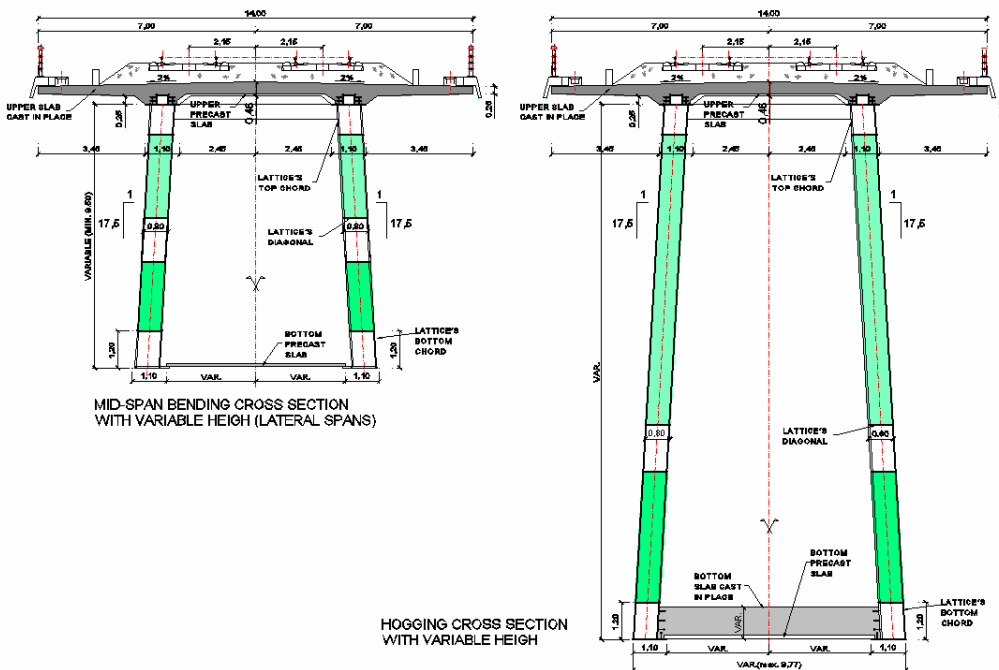 14,00
7,00
7,00
2,15
2,15
2%
2%
UPPER SLAB
CAST IN PLACE
0,25
UPPER
PRECAST
SLAB
0,45
0,25
3,45
1,10
2,45
2,45
1,10
3,45
LATTICE'S
TOP CHORD
1
17,5
1
17,5
0,80
LATTICE'S
DIAGONAL
0,80
VARIABLE (MIN. 9.50)
BOTTOM
PRECAST
SLAB
LATTICE'S
BOTTOM
CHORD
1,20
1,20
1,10
VAR.
VAR.
1,10
MID-SPAN BENDING CROSS SECTION
WITH VARIABLE HEIGH (LATERAL SPANS)
14,00
7,00
7,00
2,15
2,15
2%
2%
UPPER SLAB
CAST IN PLACE
0,25
UPPER
PRECAST
SLAB
0,45
0,25
3,45
1,10
2,45
2,45
1,10
3,45
LATTICE'S
TOP CHORD
1
17,5
1
17,5
VAR.
0,80
LATTICE'S
DIAGONAL
BOTTOM
SLAB CAST
IN PLACE
BOTTOM
PRECAST
SLAB
LATTICE'S
BOTTOM
CHORD
VAR.
1,20
1,20
1,10
VAR.
VAR.
1,10
VAR.(max. 9,77)
HOGGING CROSS SECTION
WITH VARIABLE HEIGH